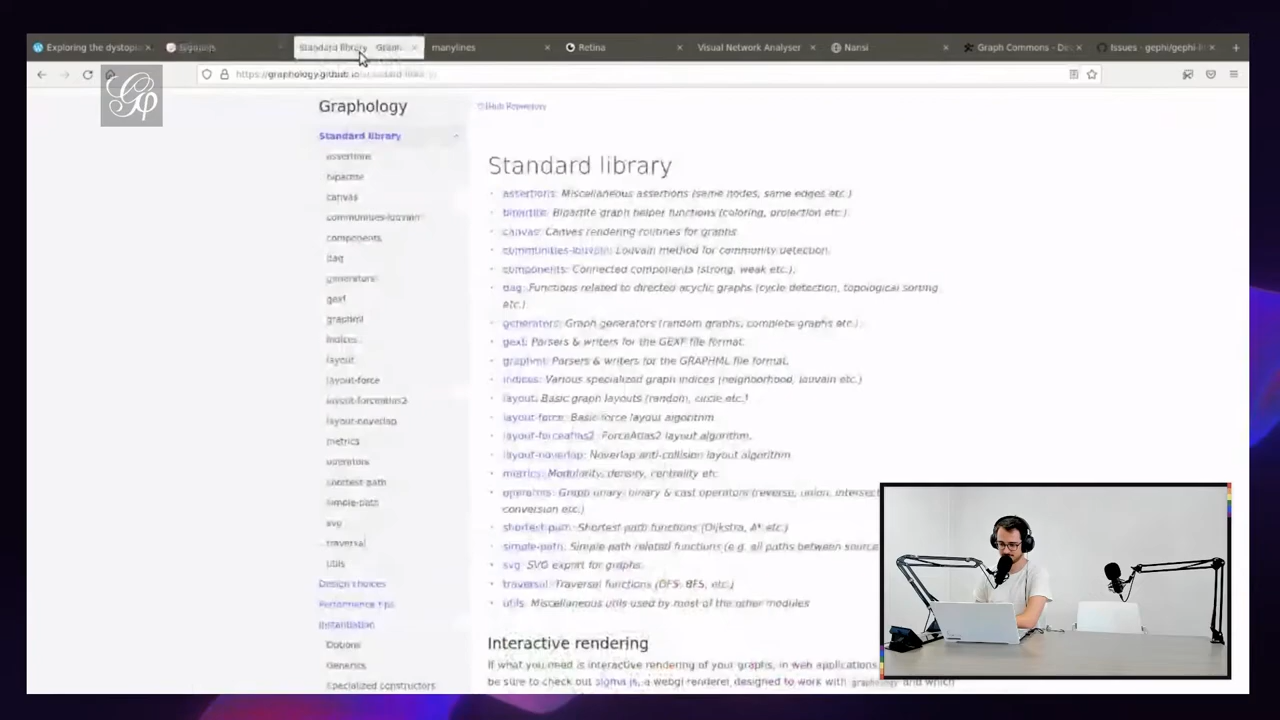 Exploring the dystopi
Standard library Graph
manylines
Retina
Visual Network Analyser
Nansi
Graph Commons - De
Issues · gephi/gephi-l
https://graphology.github.io
Graphology
GitHub Repository
Standard library
assertions
bipartite
canvas
communities-louvain
components
dag
generators
gexf
graphml
indices
layout
layout-force
layout-forceatlas2
layout-noverlap
metrics
operators
shortest-path
simple-path
svg
traversal
utils
Design choices
Performance tips
Instantiation
Options
Generics
Specialized constructors
Standard library
assertions: Miscellaneous assertions (same nodes, same edges etc.)
bipartite: Bipartite graph helper functions (coloring, projection etc.).
canvas: Canvas rendering routines for graphs.
communities-louvain: Louvain method for community detection.
components: Connected components (strong, weak etc.).
dag: Functions related to directed acyclic graphs (cycle detection, topological sorting
etc.)
generators: Graph generators (random graphs, complete graphs etc.)
gexf: Parsers & writers for the GEXF file format.
graphml: Parsers & writers for the GRAPHML file format.
indices: Various specialized graph indices (neighborhood, louvain etc.)
layout: Basic graph layouts (random, circle etc.)
layout-force: Basic force layout algorithm.
layout-forceatlas2: ForceAtlas2 layout algorithm.
layout-noverlap: Noverlap anti-collision layout algorithm.
metrics: Modularity, density, centrality etc.
operators: Graph unary, binary & cast operators (reverse, union, intersect
conversion etc.)
shortest-path: Shortest path functions (Dijkstra, A* etc.)
simple-path: Simple path related functions (e.g. all paths between source
svg: SVG export for graphs.
traversal: Traversal functions (DFS, BFS, etc.)
utils: Miscellaneous utils used by most of the other modules
Interactive rendering
If what you need is interactive rendering of your graphs, in web applications
be sure to check out sigma.js, a webgl renderer designed to work with graphology and which